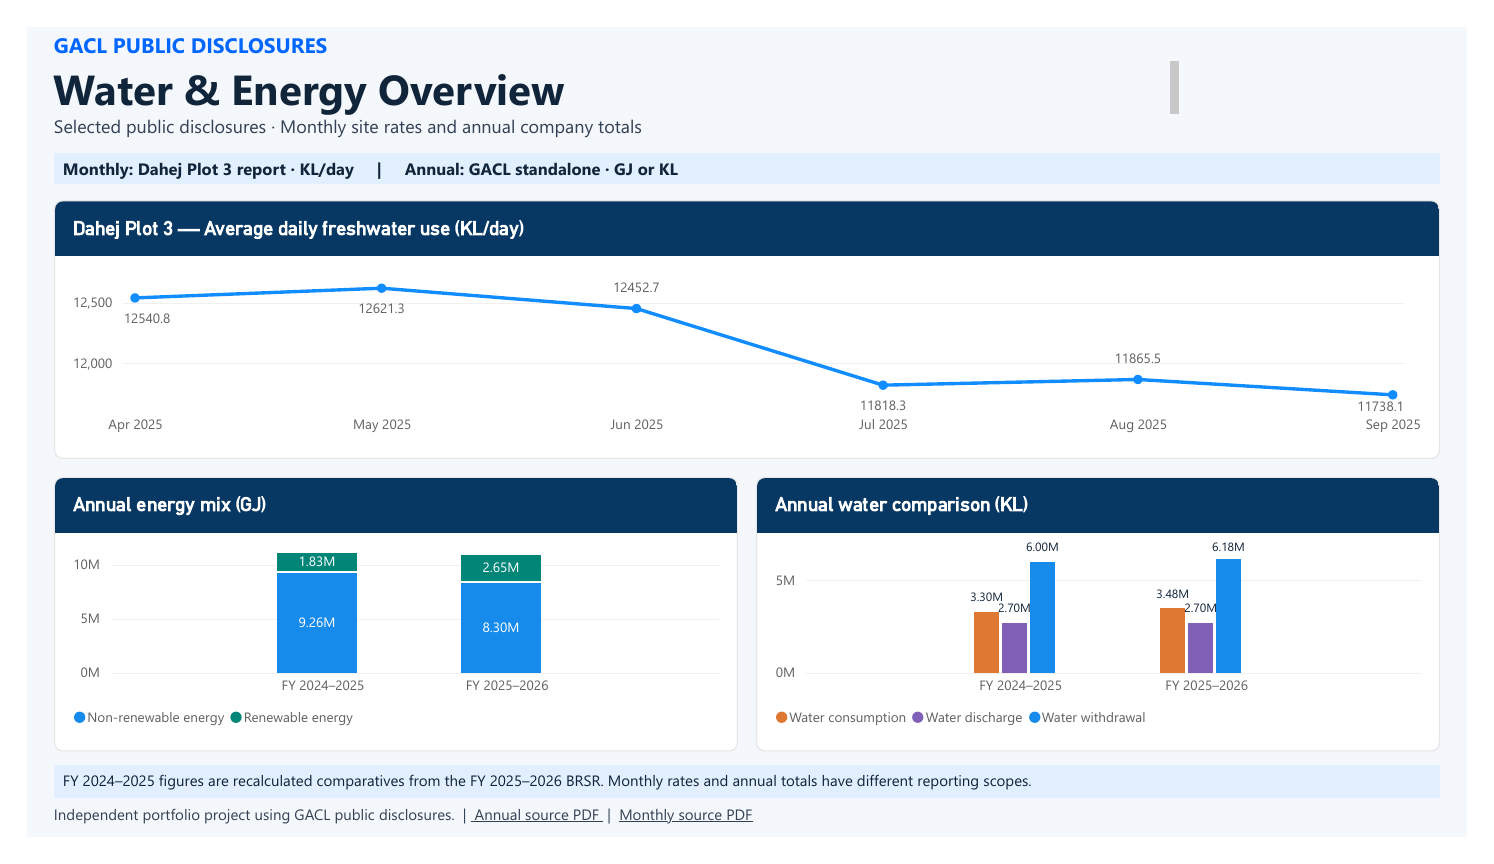 GACL PUBLIC DISCLOSURES
Water & Energy Overview
Selected public disclosures · Monthly site rates and annual company totals
Monthly: Dahej Plot 3 report · KL/day | Annual: GACL standalone · GJ or KL
Dahej Plot 3 — Average daily freshwater use (KL/day)
12,500
12,000
12540.8
12621.3
12452.7
11818.3
11865.5
11738.1
Apr 2025 May 2025 Jun 2025 Jul 2025 Aug 2025 Sep 2025
Annual energy mix (GJ)
10M
5M
0M
1.83M
9.26M
2.65M
8.30M
FY 2024–2025 FY 2025–2026
Non-renewable energy Renewable energy
Annual water comparison (KL)
5M
0M
3.30M
2.70M
6.00M
3.48M
2.70M
6.18M
FY 2024–2025 FY 2025–2026
Water consumption Water discharge Water withdrawal
FY 2024–2025 figures are recalculated comparatives from the FY 2025–2026 BRSR. Monthly rates and annual totals have different reporting scopes.
Independent portfolio project using GACL public disclosures. | Annual source PDF | Monthly source PDF